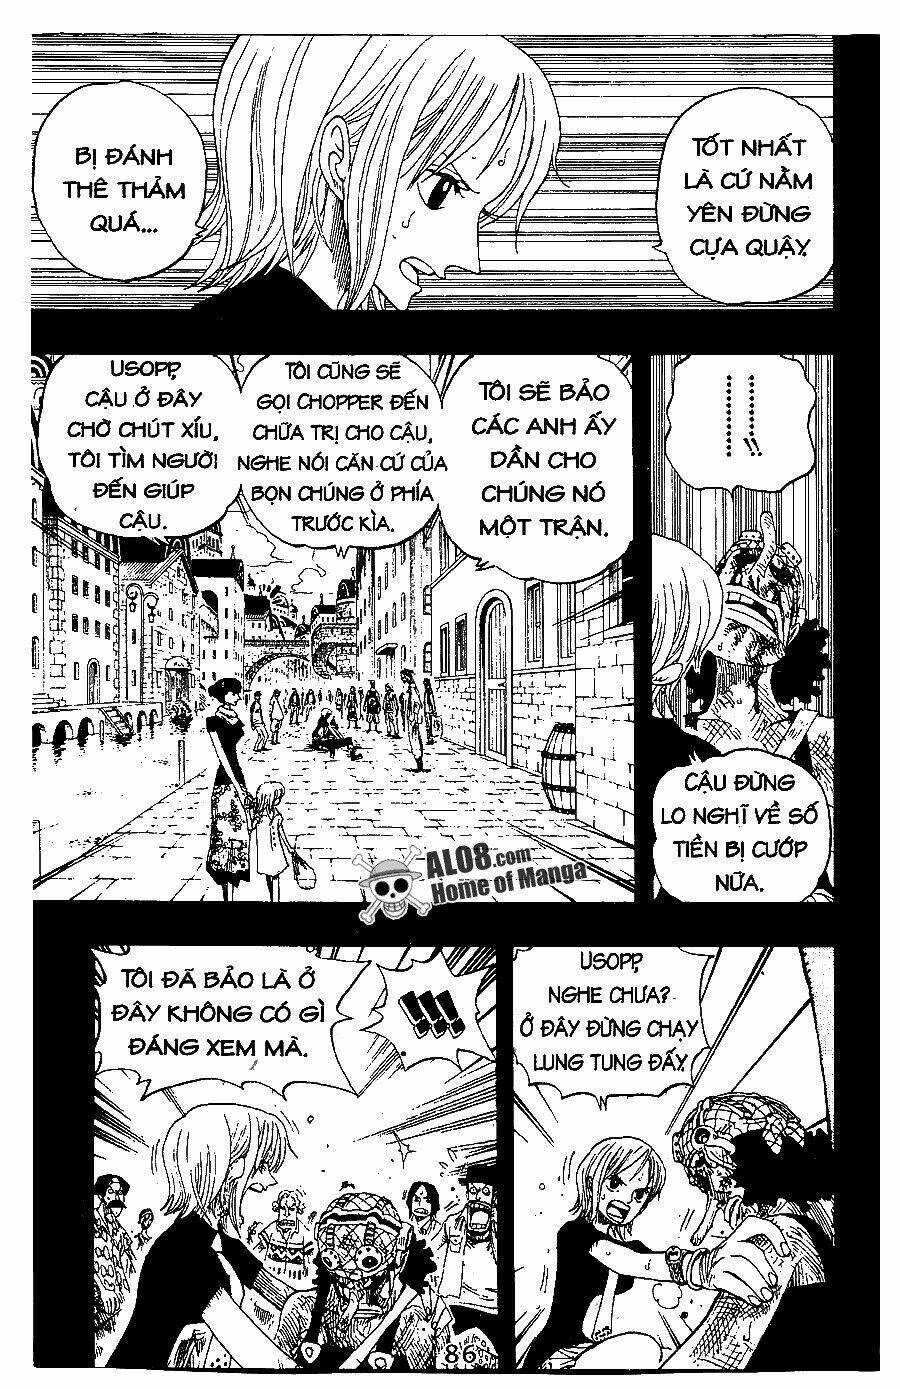 TỐT NHẤT
LÀ CỨ NẰM
YÊN ĐỪNG
CỰA QUẬY.
BỊ ĐÁNH
THÊ THẢM
QUÁ...
CẬU ĐỪNG
LO NGHĨ VỀ SỐ
TIỀN BỊ CƯỚP
NỮA.
TÔI SẼ BẢO
CÁC ANH ẤY
DẦN CHO
CHÚNG NÓ
MỘT TRẬN.
TÔI CŨNG SẼ
GỌI CHOPPER ĐẾN
CHỮA TRỊ CHO CẬU,
NGHE NÓI CĂN CỨ CỦA
BỌN CHÚNG Ở PHÍA
TRƯỚC KÌA.
USOPP,
CẬU Ở ĐÂY
CHỜ CHÚT XÍU,
TÔI TÌM NGƯỜI
ĐẾN GIÚP
CẬU.
AL08.com
Home of Manga
USOPP,
NGHE CHƯA?
Ở ĐÂY ĐỪNG CHẠY
LUNG TUNG ĐẤY.
!!!
TÔI ĐÃ BẢO LÀ Ở
ĐÂY KHÔNG CÓ GÌ
ĐÁNG XEM MÀ.
86